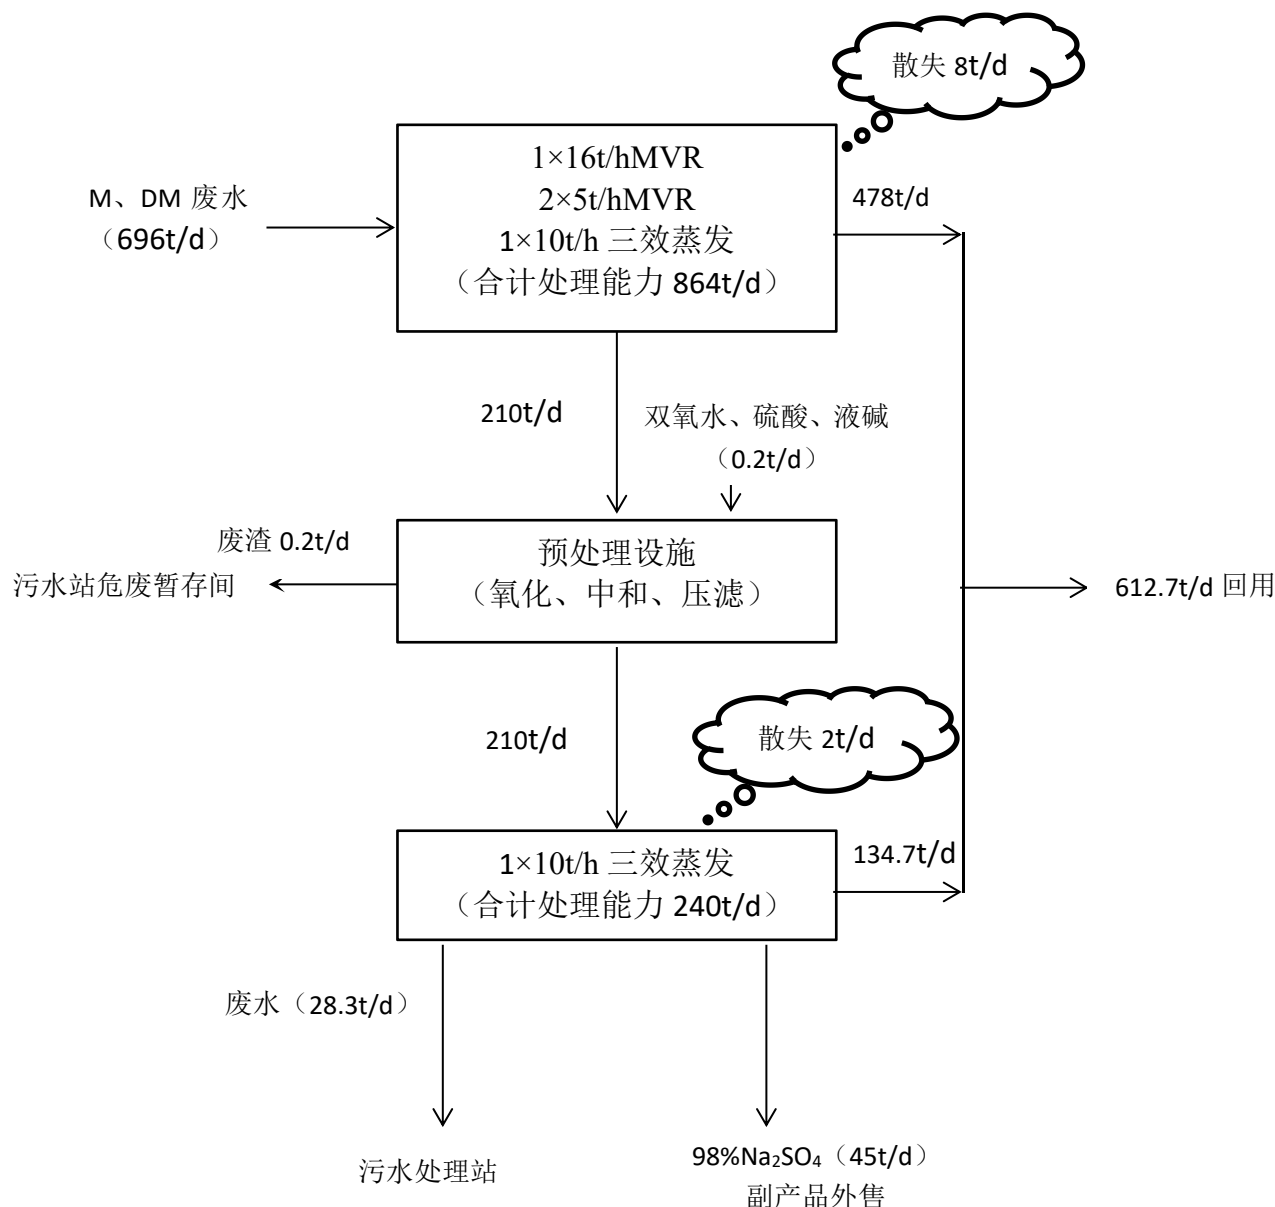 散失 8t/d
1×16t/hMVR
2×5t/hMVR
1×10t/h 三效蒸发
（合计处理能力 864t/d）
M、DM 废水
（696t/d）
478t/d
210t/d
双氧水、硫酸、液碱
（0.2t/d）
废渣 0.2t/d
污水站危废暂存间
预处理设施
（氧化、中和、压滤）
612.7t/d 回用
210t/d
散失 2t/d
1×10t/h 三效蒸发
（合计处理能力 240t/d）
134.7t/d
废水（28.3t/d）
污水处理站
98%Na₂SO₄（45t/d）
副产品外售